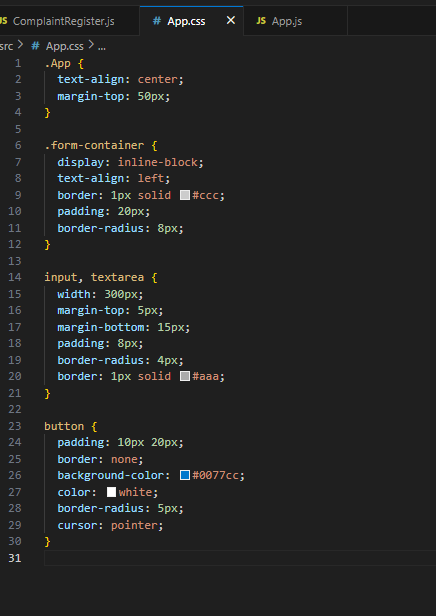 JS ComplaintRegister.js # App.css × JS App.js
src > # App.css > ...
1 .App {
2 text-align: center;
3 margin-top: 50px;
4 }
5
6 .form-container {
7 display: inline-block;
8 text-align: left;
9 border: 1px solid #ccc;
10 padding: 20px;
11 border-radius: 8px;
12 }
13
14 input, textarea {
15 width: 300px;
16 margin-top: 5px;
17 margin-bottom: 15px;
18 padding: 8px;
19 border-radius: 4px;
20 border: 1px solid #aaa;
21 }
22
23 button {
24 padding: 10px 20px;
25 border: none;
26 background-color: #0077cc;
27 color: white;
28 border-radius: 5px;
29 cursor: pointer;
30 }
31